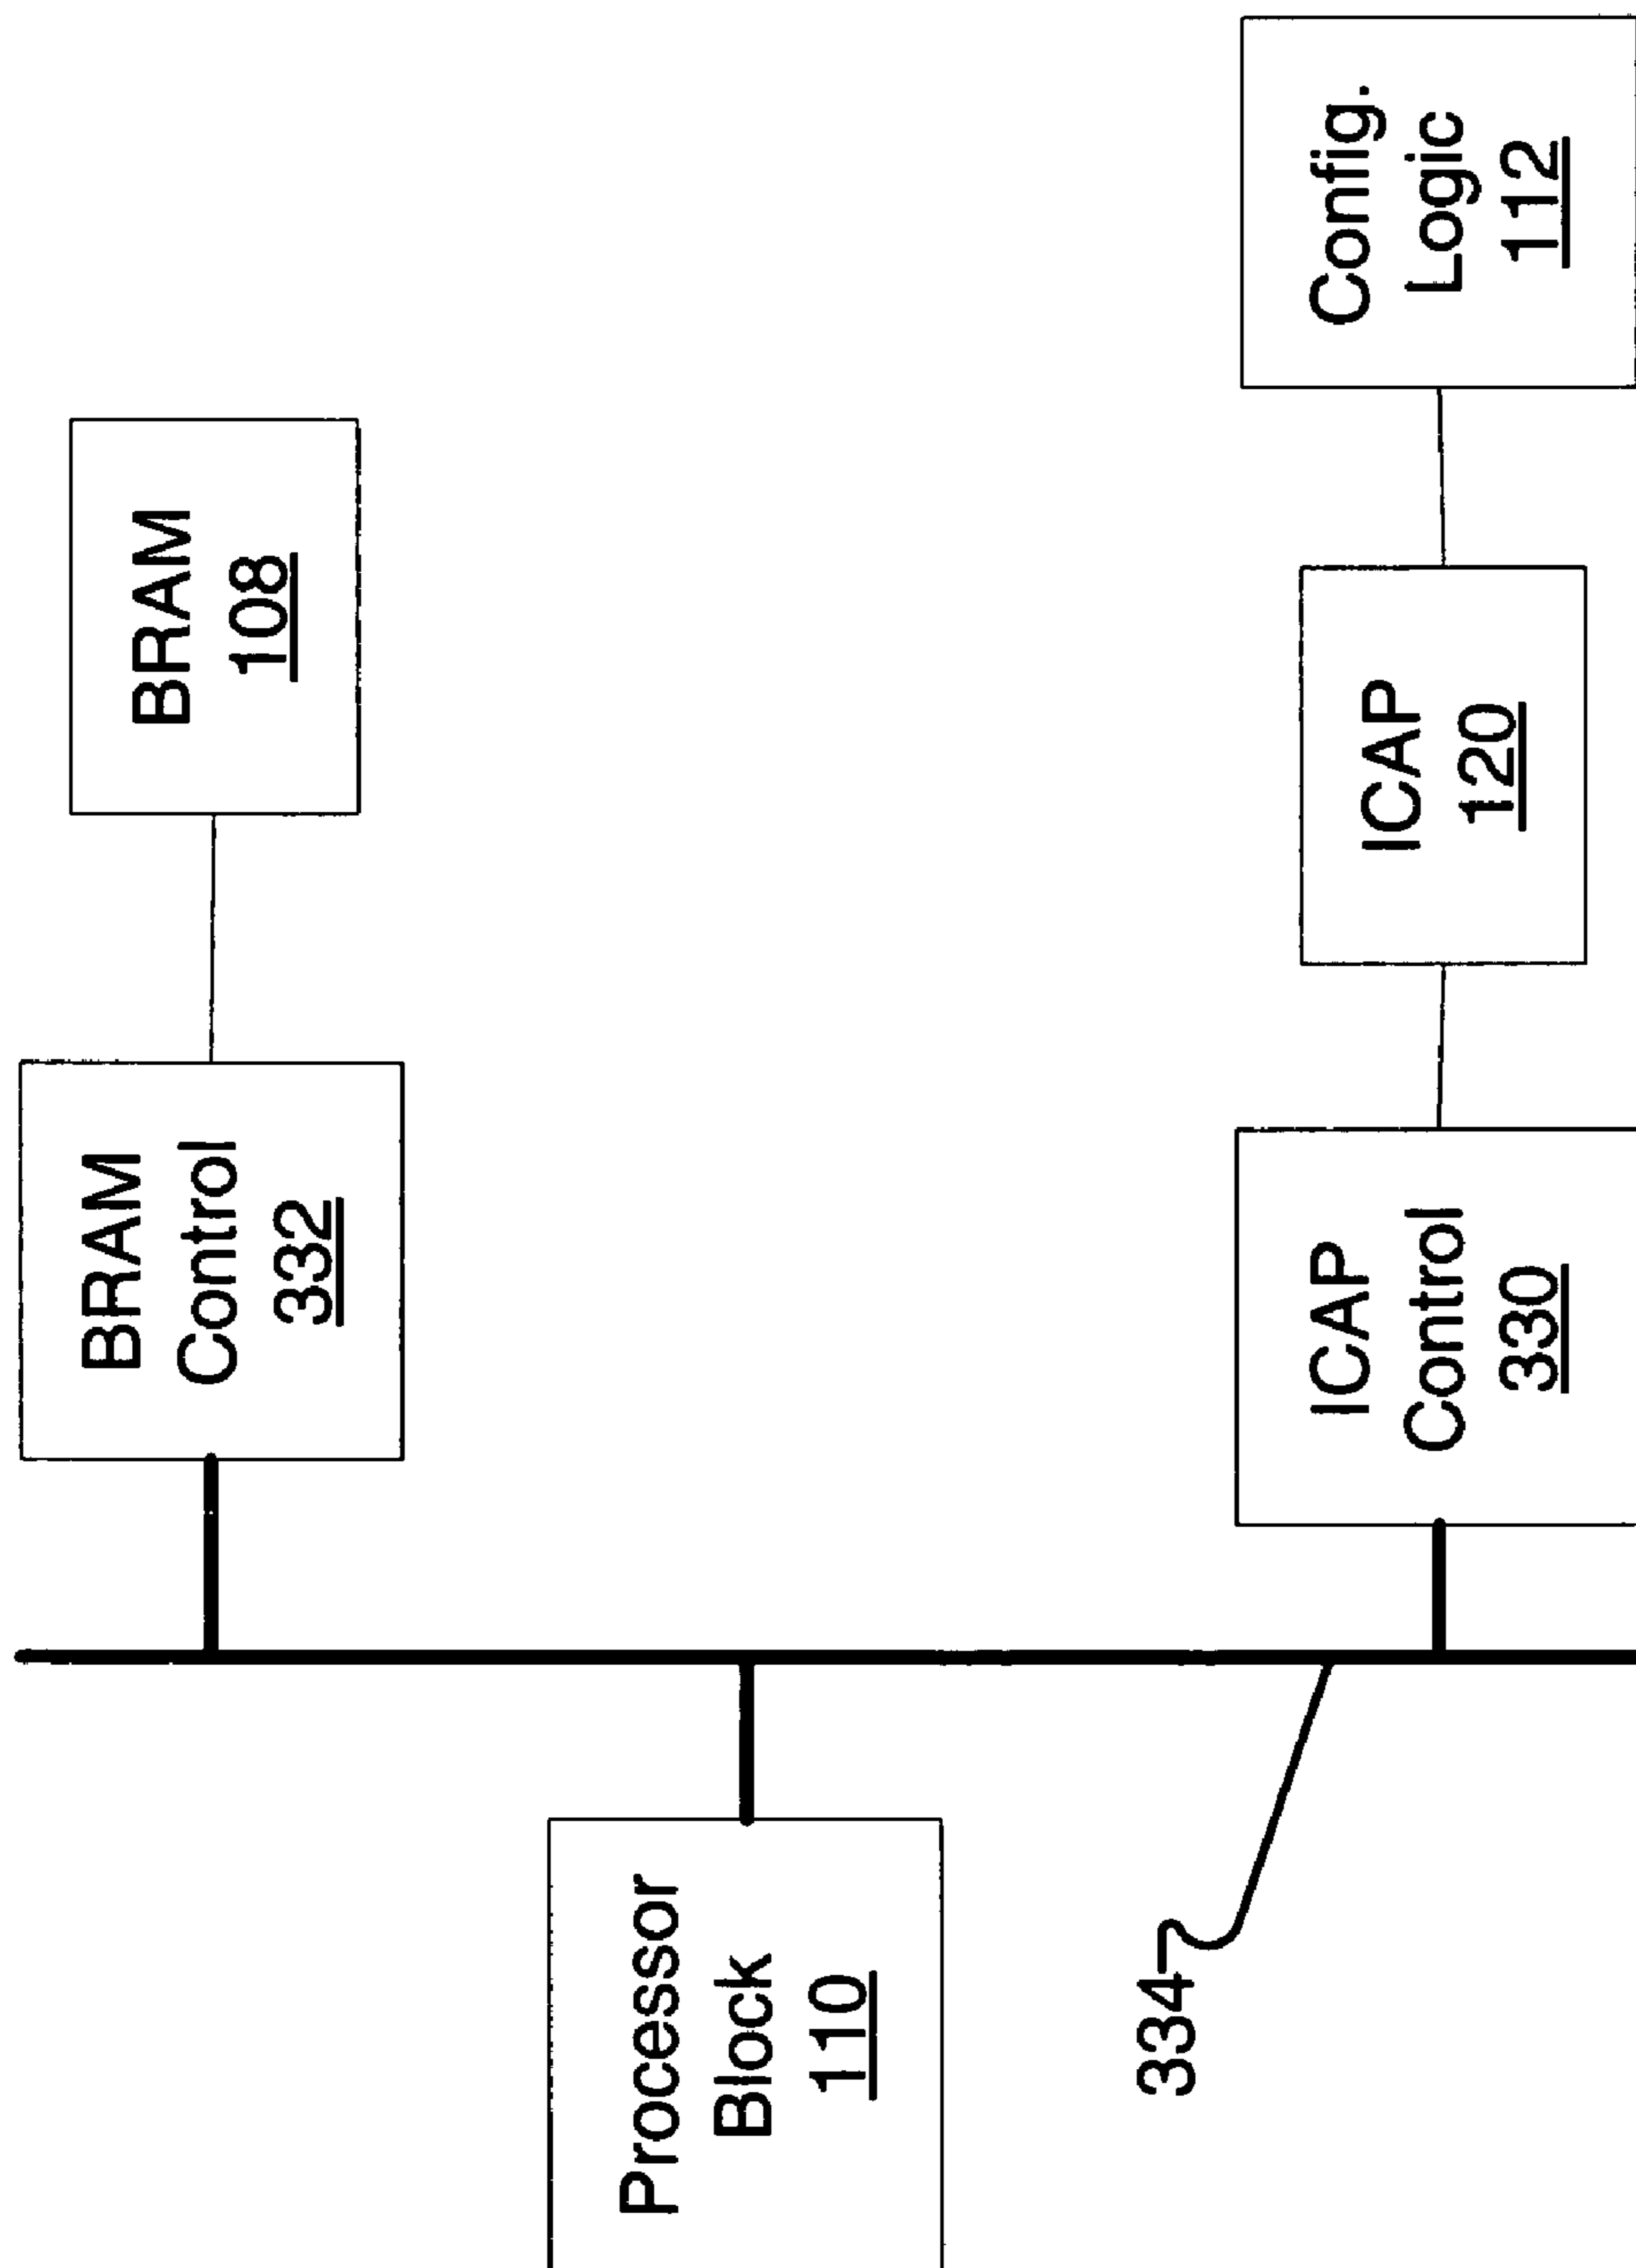 BRAM
Control
332
BRAM
108
Processor
Block
110
334
ICAP
Control
330
ICAP
120
Config.
Logic
112